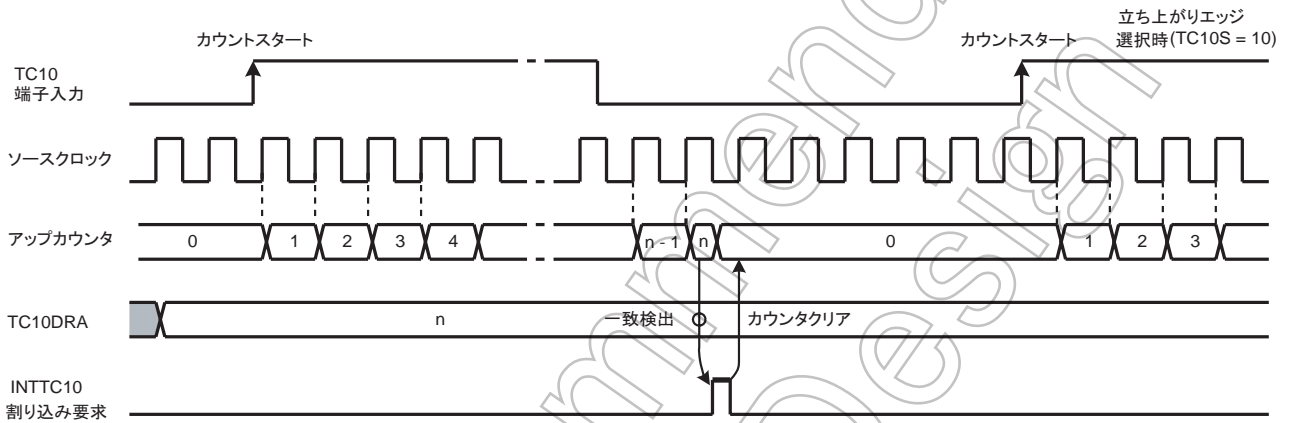 立ち上がりエッジ
カウントスタート カウントスタート 選択時(TC10S = 10)
TC10
端子入力
ソースクロック
アップカウンタ 0 1 2 3 4 n - 1 n 0 1 2 3
TC10DRA n 一致検出 カウンタクリア
INTTC10
割り込み要求